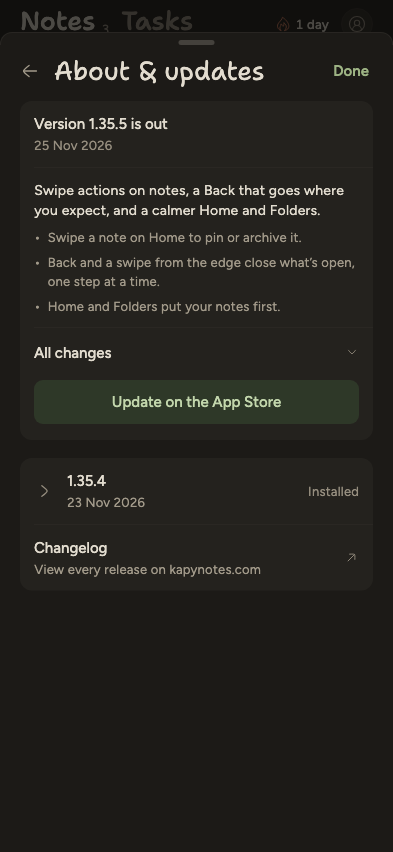 Notes 3 Tasks
1 day
About & updates
Done
Version 1.35.5 is out
25 Nov 2026
Swipe actions on notes, a Back that goes where
you expect, and a calmer Home and Folders.
• Swipe a note on Home to pin or archive it.
• Back and a swipe from the edge close what’s open,
one step at a time.
• Home and Folders put your notes first.
All changes
Update on the App Store
1.35.4
23 Nov 2026
Installed
Changelog
View every release on kapynotes.com